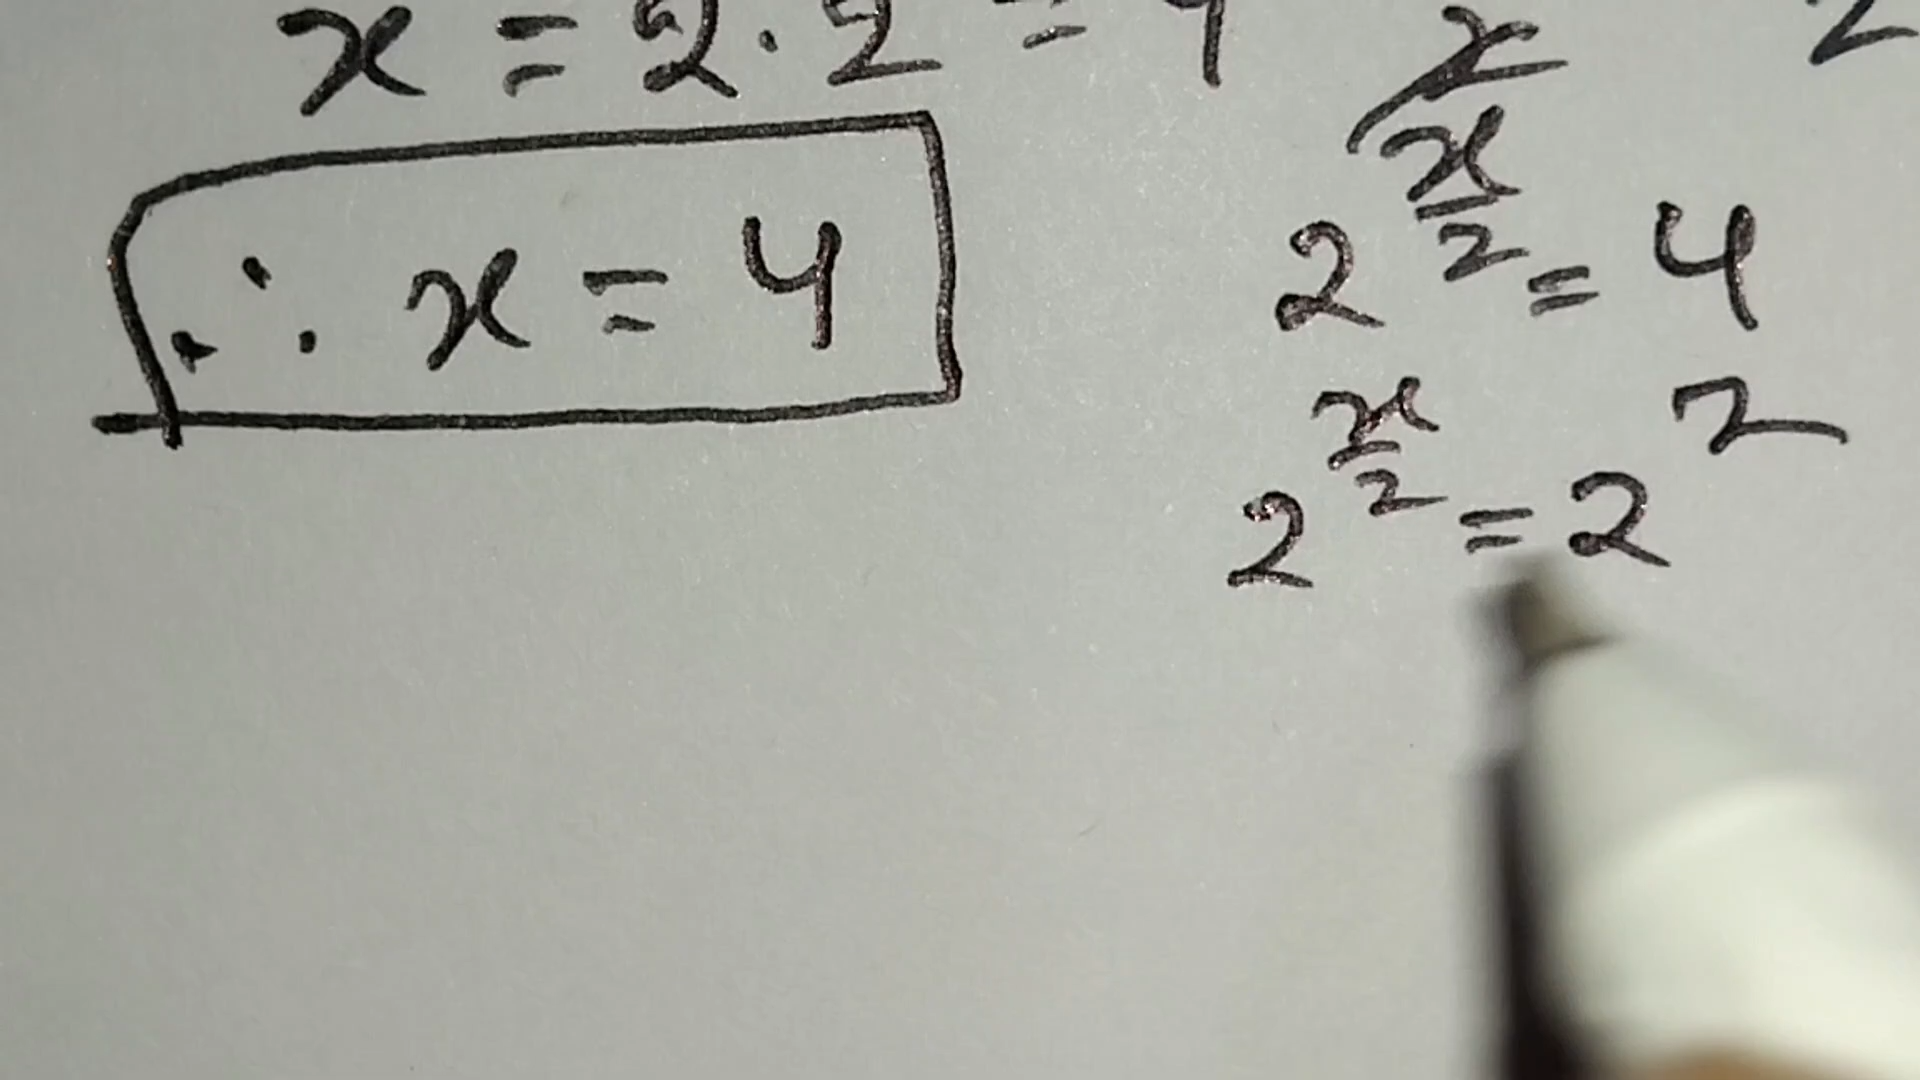 x = 2 · 2 = 4
∴ x = 4
2^(x/2) = 4
2^(x/2) = 2^2